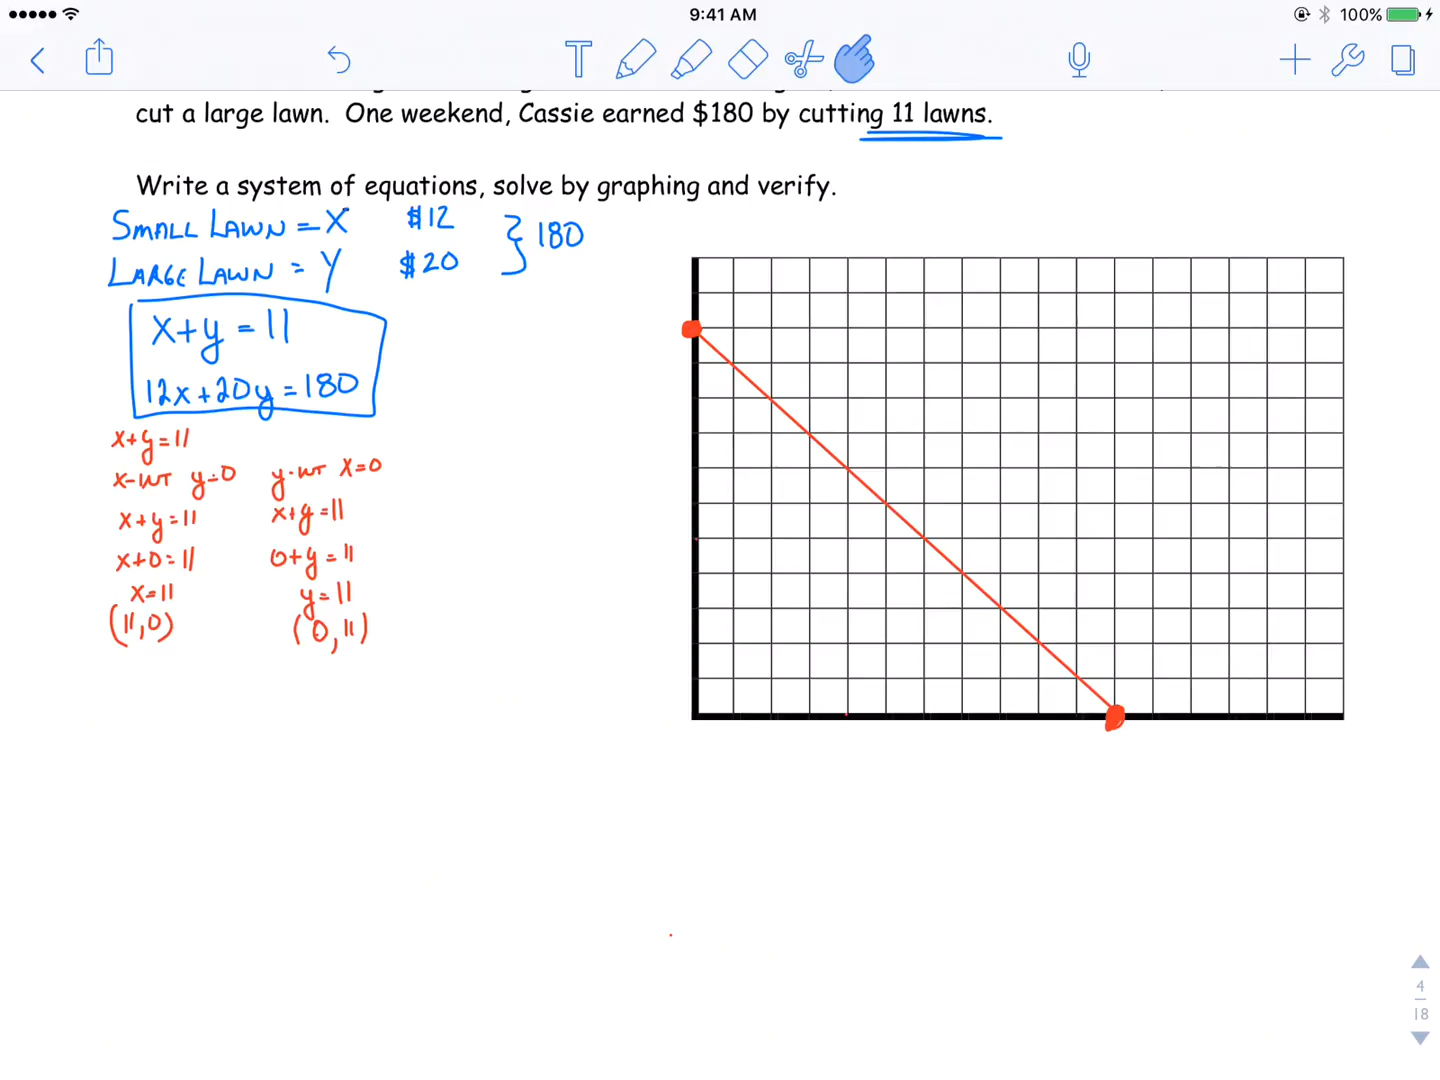 9:41 AM
100%
cut a large lawn. One weekend, Cassie earned $180 by cutting 11 lawns.
Write a system of equations, solve by graphing and verify.
SMALL LAWN = X $12 } 180
LARGE LAWN = Y $20
x+y = 11
12x+20y = 180
x+y=11
x-INT y=0 y-INT x=0
x+y=11 x+y=11
x+0=11 0+y=11
x=11 y=11
(11,0) (0,11)
4
18